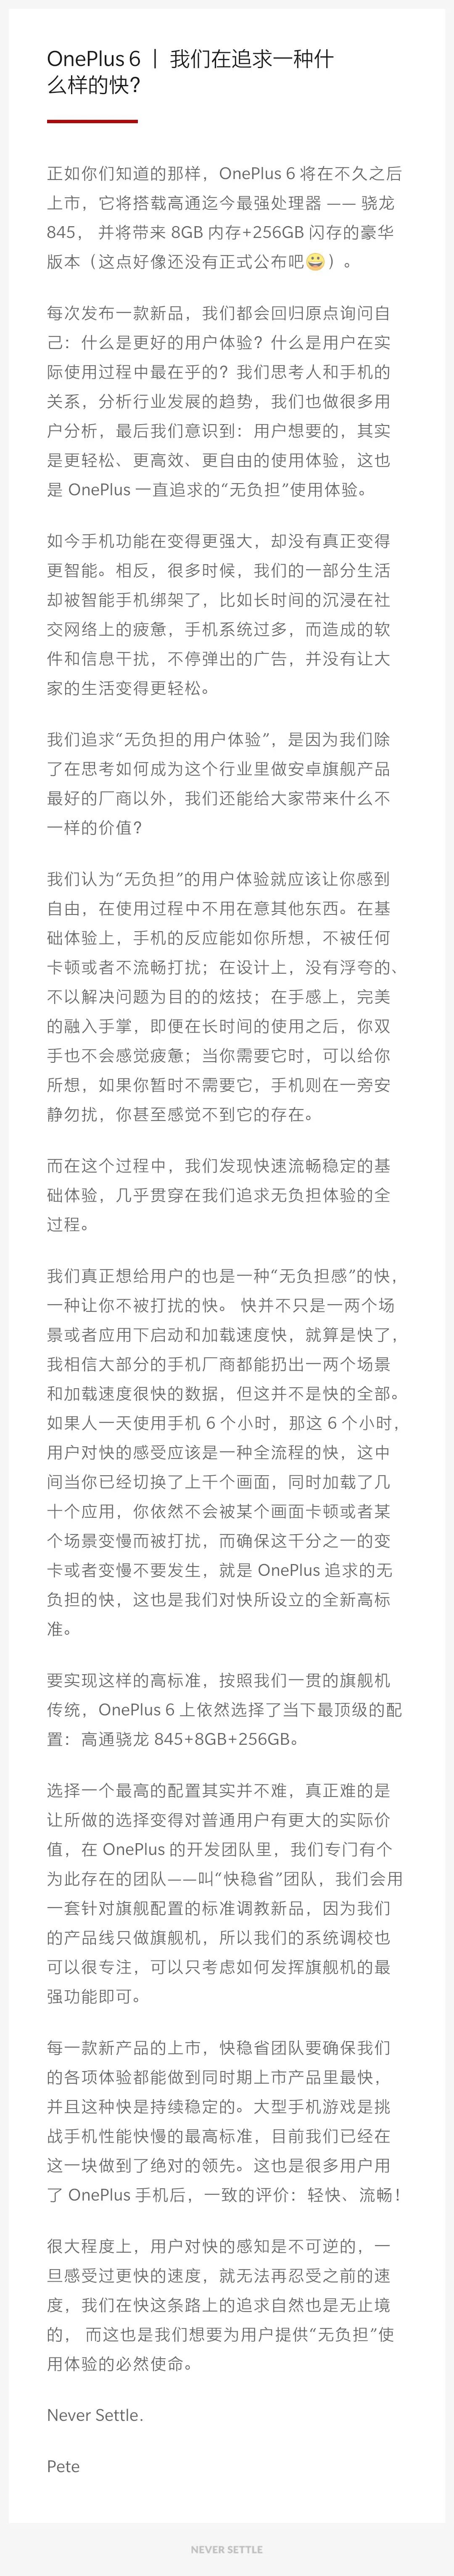 OnePlus 6 ｜ 我们在追求一种什
么样的快？
正如你们知道的那样，OnePlus 6 将在不久之后
上市，它将搭载高通迄今最强处理器 —— 骁龙
845， 并将带来 8GB 内存+256GB 闪存的豪华
版本（这点好像还没有正式公布吧😀）。
每次发布一款新品，我们都会回归原点询问自
己：什么是更好的用户体验？什么是用户在实
际使用过程中最在乎的？我们思考人和手机的
关系，分析行业发展的趋势，我们也做很多用
户分析，最后我们意识到：用户想要的，其实
是更轻松、更高效、更自由的使用体验，这也
是 OnePlus 一直追求的“无负担”使用体验。
如今手机功能在变得更强大，却没有真正变得
更智能。相反，很多时候，我们的一部分生活
却被智能手机绑架了，比如长时间的沉浸在社
交网络上的疲惫，手机系统过多，而造成的软
件和信息干扰，不停弹出的广告，并没有让大
家的生活变得更轻松。
我们追求“无负担的用户体验”，是因为我们除
了在思考如何成为这个行业里做安卓旗舰产品
最好的厂商以外，我们还能给大家带来什么不
一样的价值？
我们认为“无负担”的用户体验就应该让你感到
自由，在使用过程中不用在意其他东西。在基
础体验上，手机的反应能如你所想，不被任何
卡顿或者不流畅打扰；在设计上，没有浮夸的、
不以解决问题为目的的炫技；在手感上，完美
的融入手掌，即便在长时间的使用之后，你双
手也不会感觉疲惫；当你需要它时，可以给你
所想，如果你暂时不需要它，手机则在一旁安
静勿扰，你甚至感觉不到它的存在。
而在这个过程中，我们发现快速流畅稳定的基
础体验，几乎贯穿在我们追求无负担体验的全
过程。
我们真正想给用户的也是一种“无负担感”的快，
一种让你不被打扰的快。 快并不只是一两个场
景或者应用下启动和加载速度快，就算是快了，
我相信大部分的手机厂商都能扔出一两个场景
和加载速度很快的数据，但这并不是快的全部。
如果人一天使用手机 6 个小时，那这 6 个小时，
用户对快的感受应该是一种全流程的快，这中
间当你已经切换了上千个画面，同时加载了几
十个应用，你依然不会被某个画面卡顿或者某
个场景变慢而被打扰，而确保这千分之一的变
卡或者变慢不要发生，就是 OnePlus 追求的无
负担的快，这也是我们对快所设立的全新高标
准。
要实现这样的高标准，按照我们一贯的旗舰机
传统，OnePlus 6 上依然选择了当下最顶级的配
置：高通骁龙 845+8GB+256GB。
选择一个最高的配置其实并不难，真正难的是
让所做的选择变得对普通用户有更大的实际价
值，在 OnePlus 的开发团队里，我们专门有个
为此存在的团队——叫“快稳省”团队，我们会用
一套针对旗舰配置的标准调教新品，因为我们
的产品线只做旗舰机，所以我们的系统调校也
可以很专注，可以只考虑如何发挥旗舰机的最
强功能即可。
每一款新产品的上市，快稳省团队要确保我们
的各项体验都能做到同时期上市产品里最快，
并且这种快是持续稳定的。大型手机游戏是挑
战手机性能快慢的最高标准，目前我们已经在
这一块做到了绝对的领先。这也是很多用户用
了 OnePlus 手机后，一致的评价：轻快、流畅！
很大程度上，用户对快的感知是不可逆的，一
旦感受过更快的速度，就无法再忍受之前的速
度，我们在快这条路上的追求自然也是无止境
的， 而这也是我们想要为用户提供“无负担”使
用体验的必然使命。
Never Settle.
Pete
NEVER SETTLE